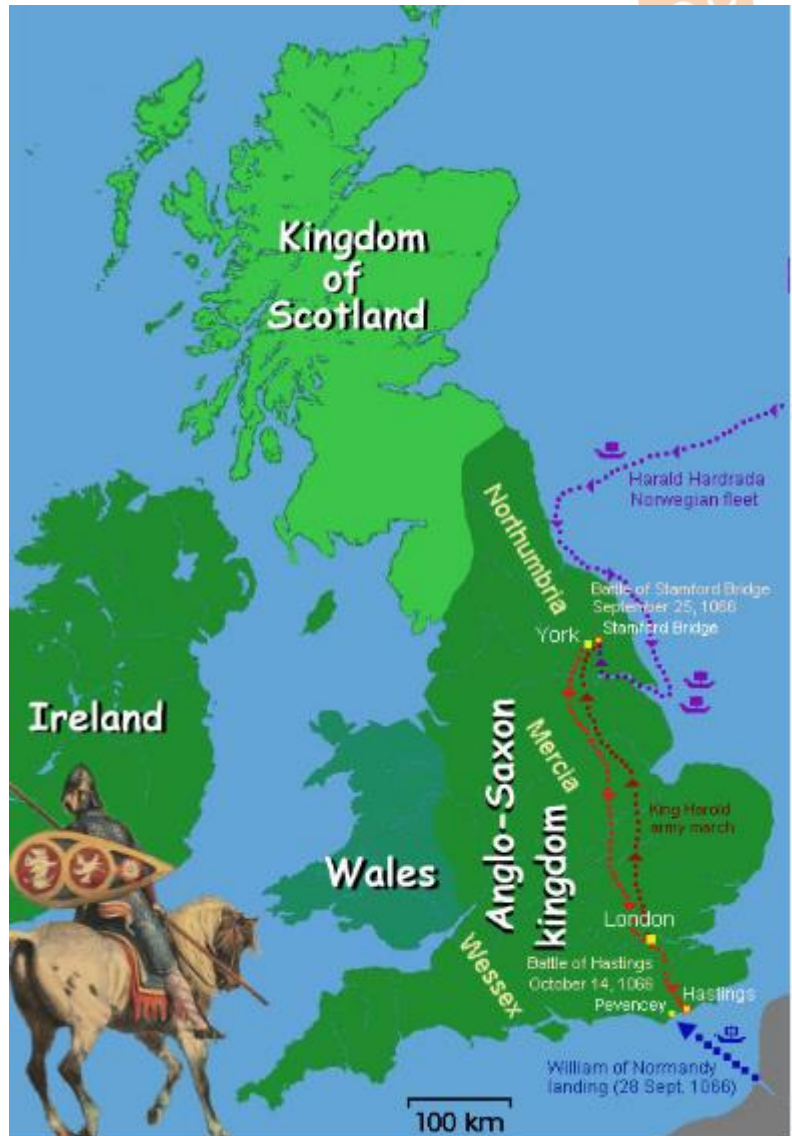 Kingdom
of
Scotland
Harald Hardrada
Norwegian fleet
Northumbria
Battle of Stamford Bridge
September 25, 1066
Stamford Bridge
York
Ireland
Mercia
Anglo-Saxon
kingdom
King Harold
army march
Wales
London
Wessex
Battle of Hastings
October 14, 1066
Hastings
Pevencey
William of Normandy
landing (28 Sept. 1066)
100 km